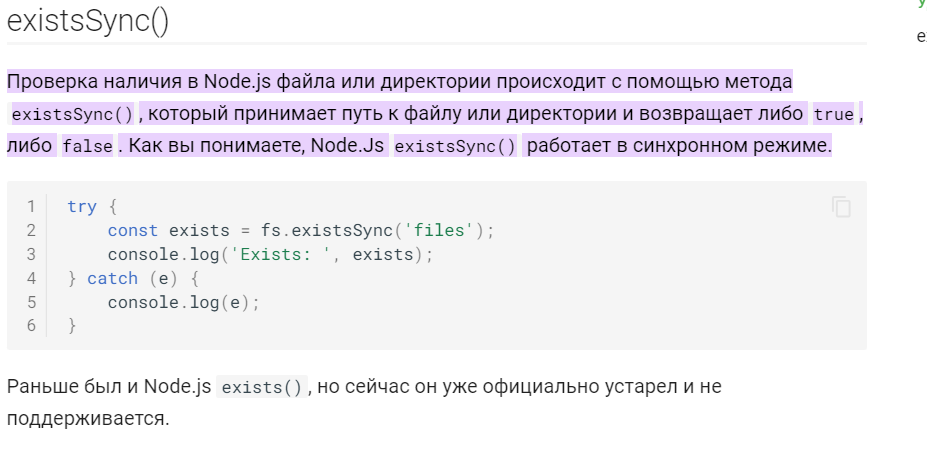 existsSync()
Проверка наличия в Node.js файла или директории происходит с помощью метода
existsSync() , который принимает путь к файлу или директории и возвращает либо true ,
либо false . Как вы понимаете, Node.Js existsSync() работает в синхронном режиме.
1 try {
2     const exists = fs.existsSync('files');
3     console.log('Exists: ', exists);
4 } catch (e) {
5     console.log(e);
6 }
Раньше был и Node.js exists() , но сейчас он уже официально устарел и не
поддерживается.